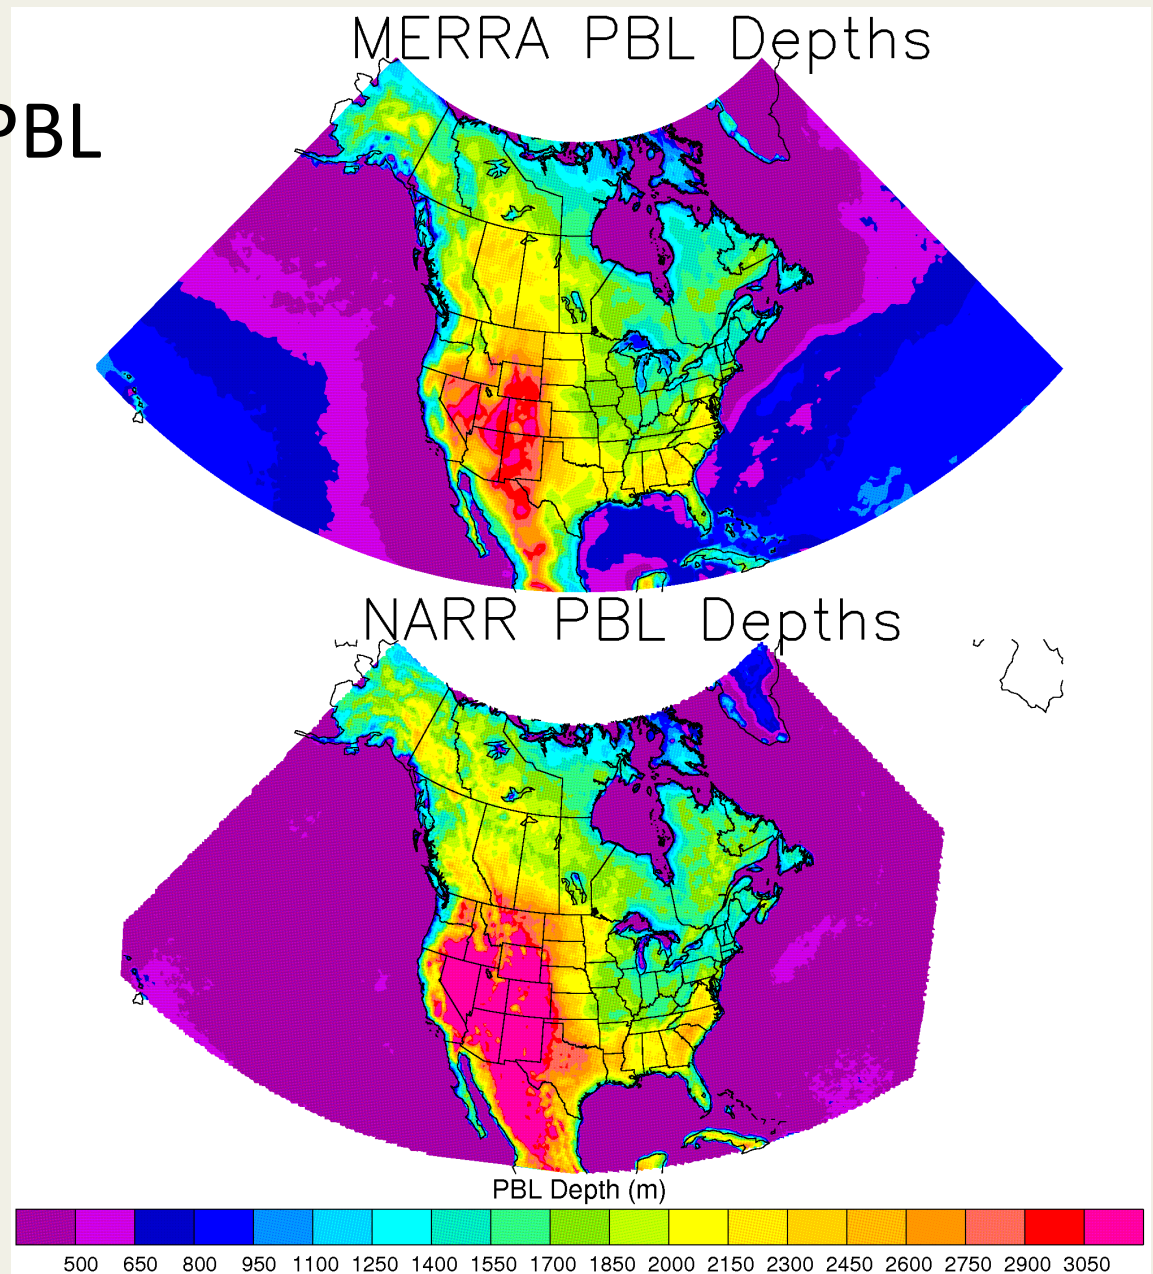 MERRA PBL Depths
PBL
NARR PBL Depths
PBL Depth (m)
500 650 800 950 1100 1250 1400 1550 1700 1850 2000 2150 2300 2450 2600 2750 2900 3050